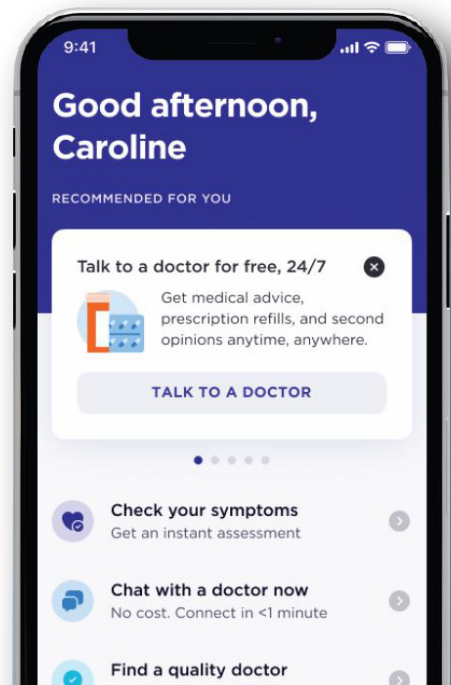 9:41
Good afternoon,
Caroline
RECOMMENDED FOR YOU
Talk to a doctor for free, 24/7
Get medical advice,
prescription refills, and second
opinions anytime, anywhere.
TALK TO A DOCTOR
Check your symptoms
Get an instant assessment
Chat with a doctor now
No cost. Connect in <1 minute
Find a quality doctor